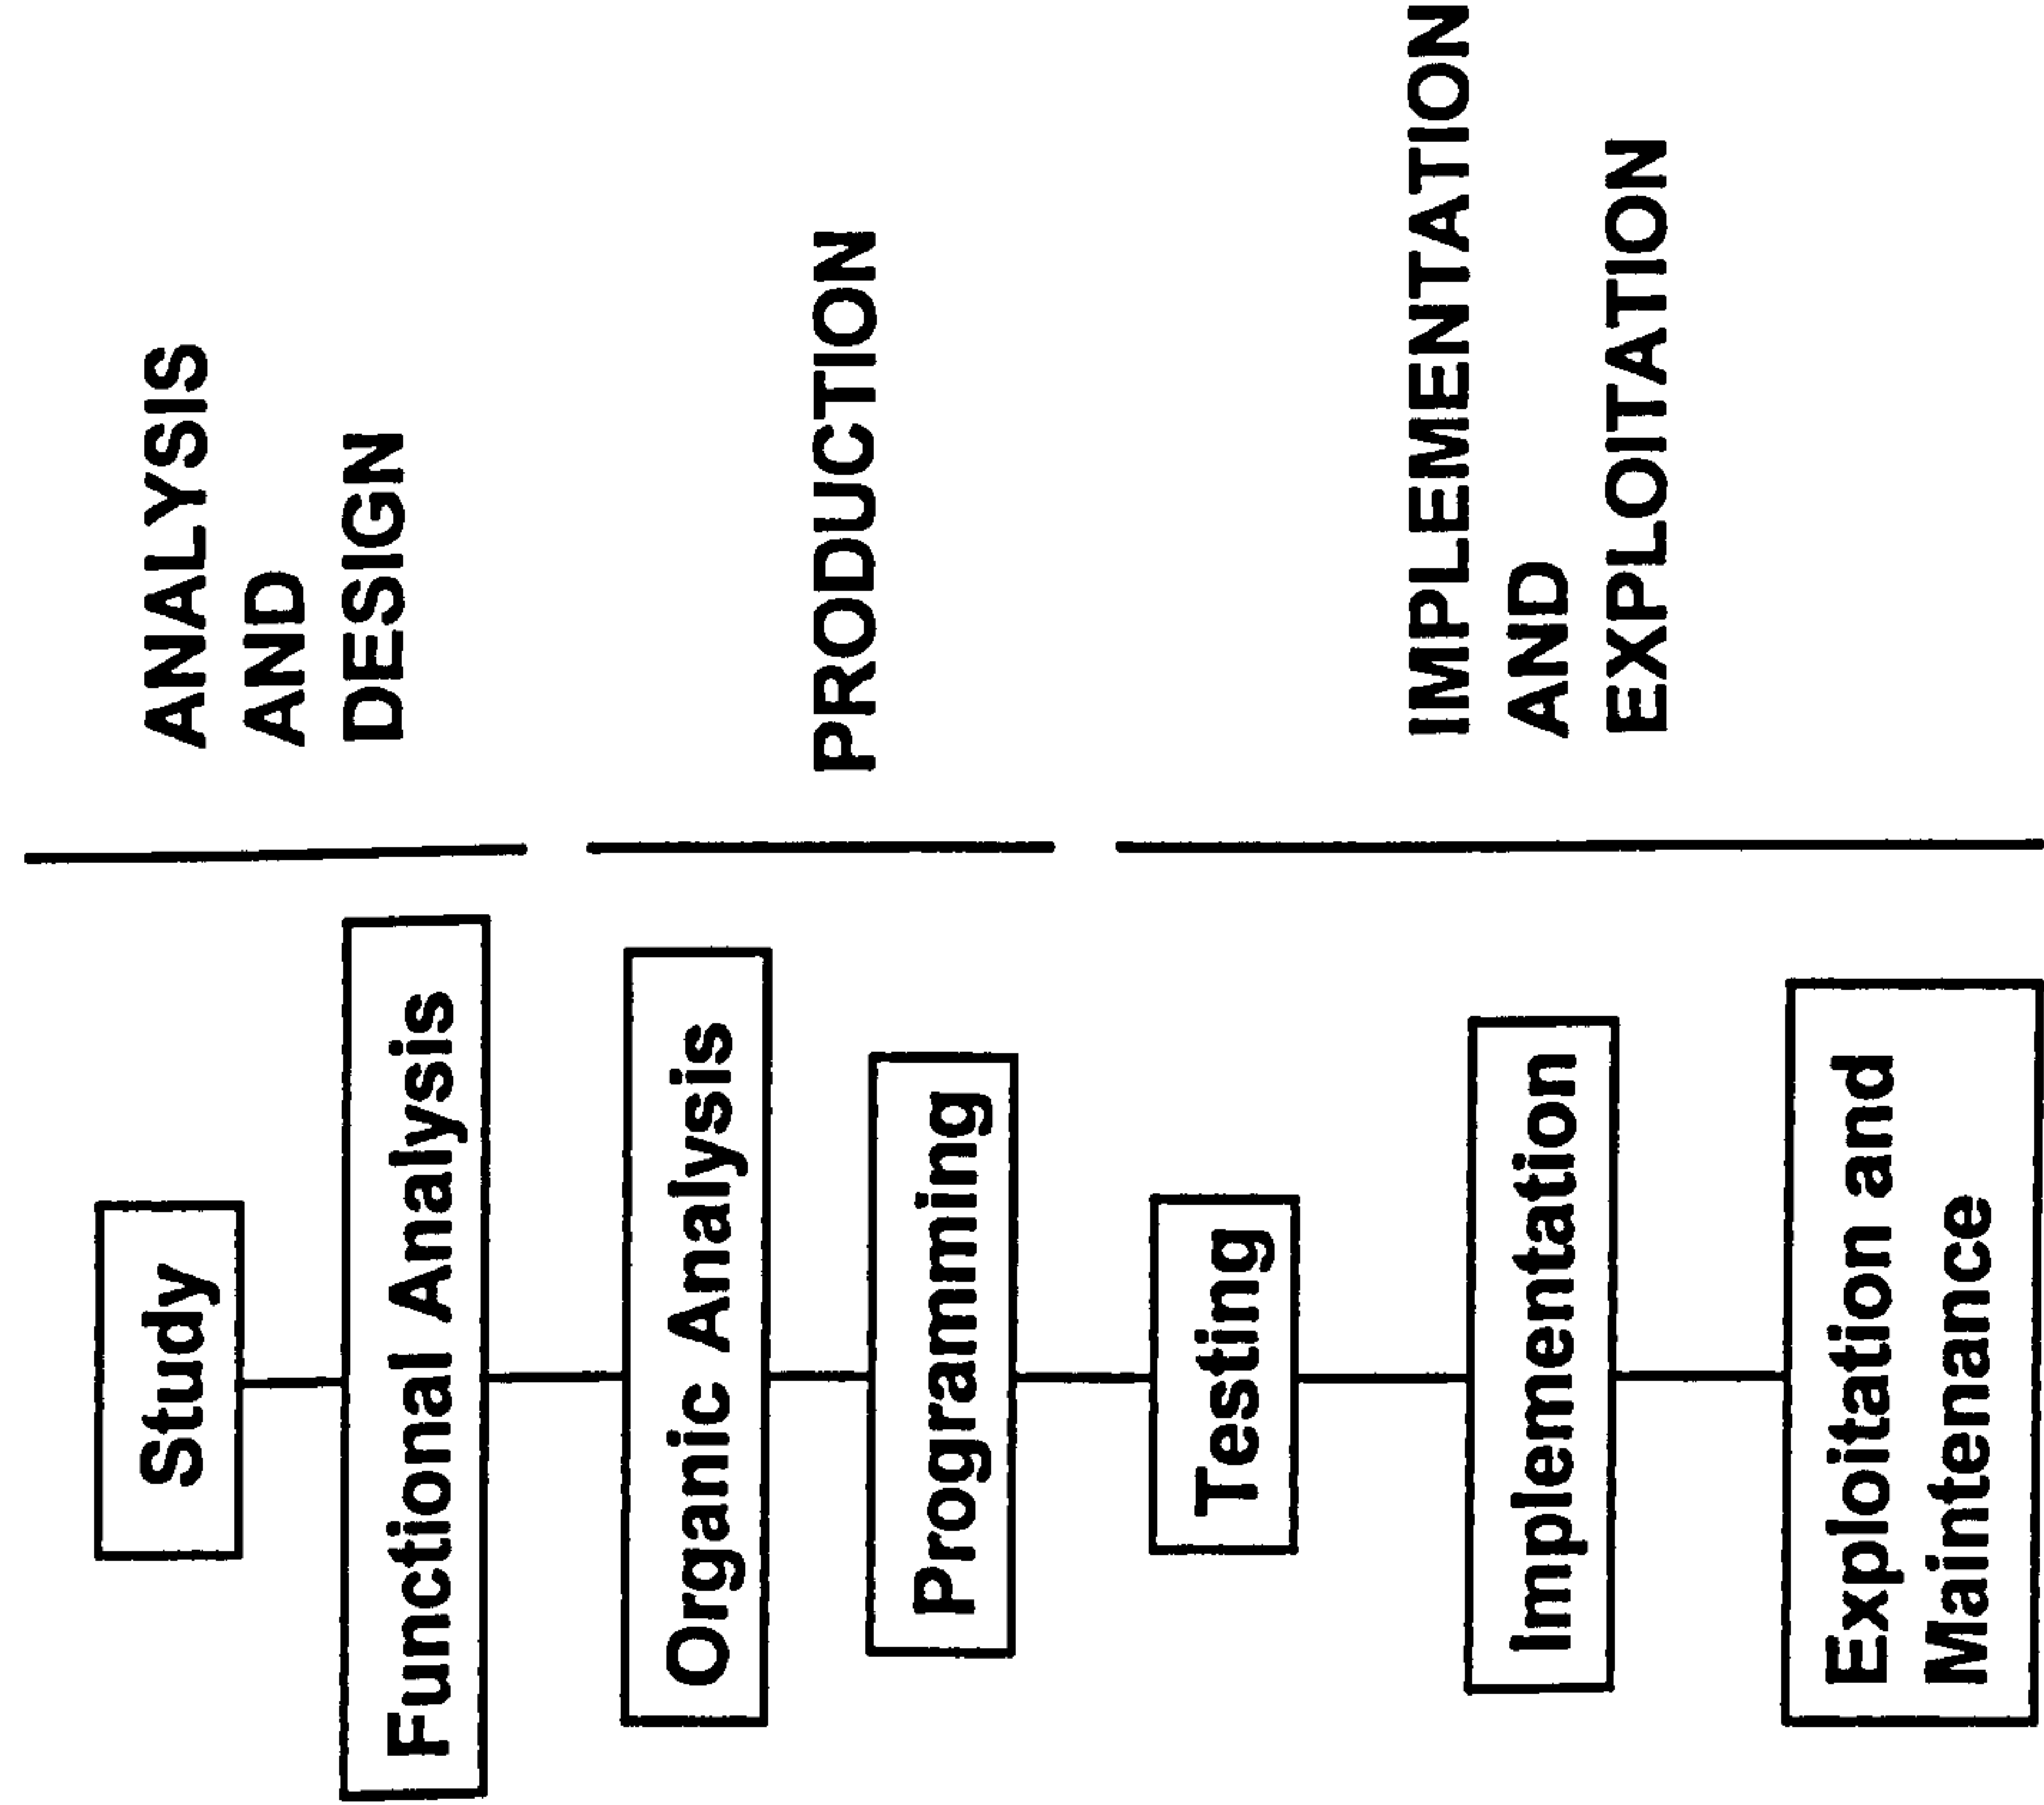 Study
Functional Analysis
ANALYSIS
AND
DESIGN
Organic Analysis
Programming
PRODUCTION
Testing
Implementation
Exploitation and
Maintenance
IMPLEMENTATION
AND
EXPLOITATION